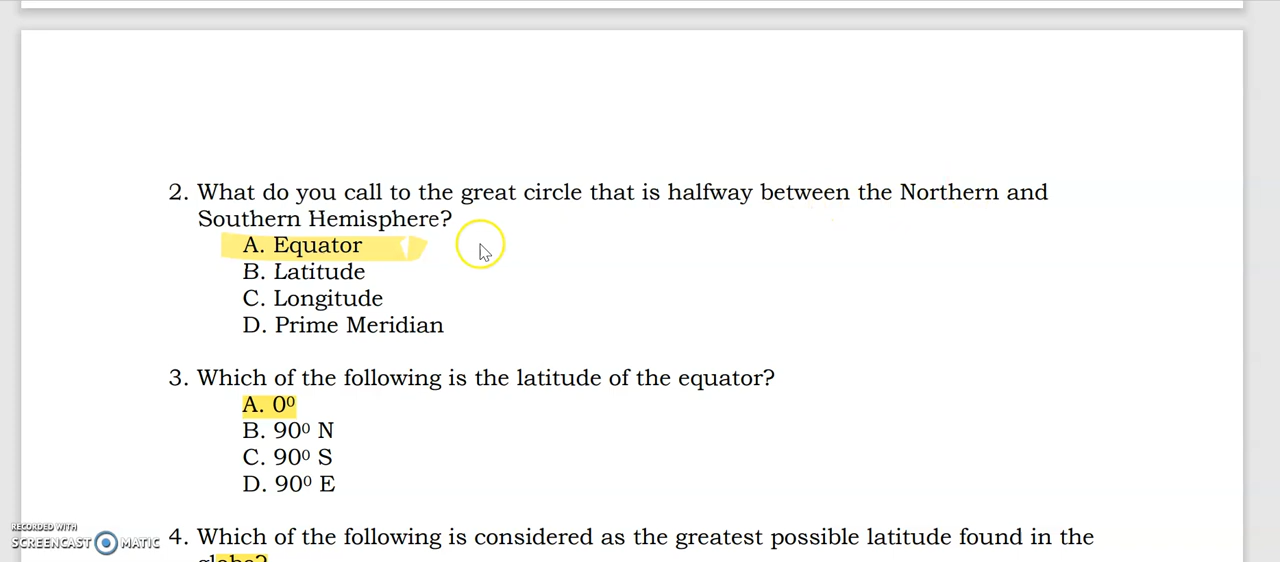 2. What do you call to the great circle that is halfway between the Northern and
Southern Hemisphere?
A. Equator
B. Latitude
C. Longitude
D. Prime Meridian
3. Which of the following is the latitude of the equator?
A. 0⁰
B. 90⁰ N
C. 90⁰ S
D. 90⁰ E
4. Which of the following is considered as the greatest possible latitude found in the
globe?
RECORDED WITH
SCREENCAST MATIC